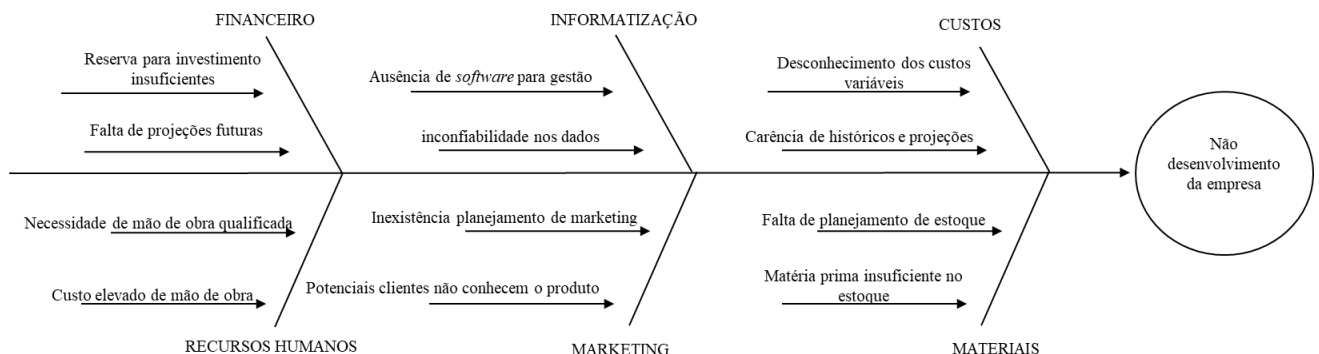 FINANCEIRO
INFORMATIZAÇÃO
CUSTOS
Reserva para investimento
insuficientes
Falta de projeções futuras
Ausência de software para gestão
inconfiabilidade nos dados
Desconhecimento dos custos
variáveis
Carência de históricos e projeções
Não
desenvolvimento
da empresa
Necessidade de mão de obra qualificada
Custo elevado de mão de obra
Inexistência planejamento de marketing
Potenciais clientes não conhecem o produto
Falta de planejamento de estoque
Matéria prima insuficiente no
estoque
RECURSOS HUMANOS
MARKETING
MATERIAIS